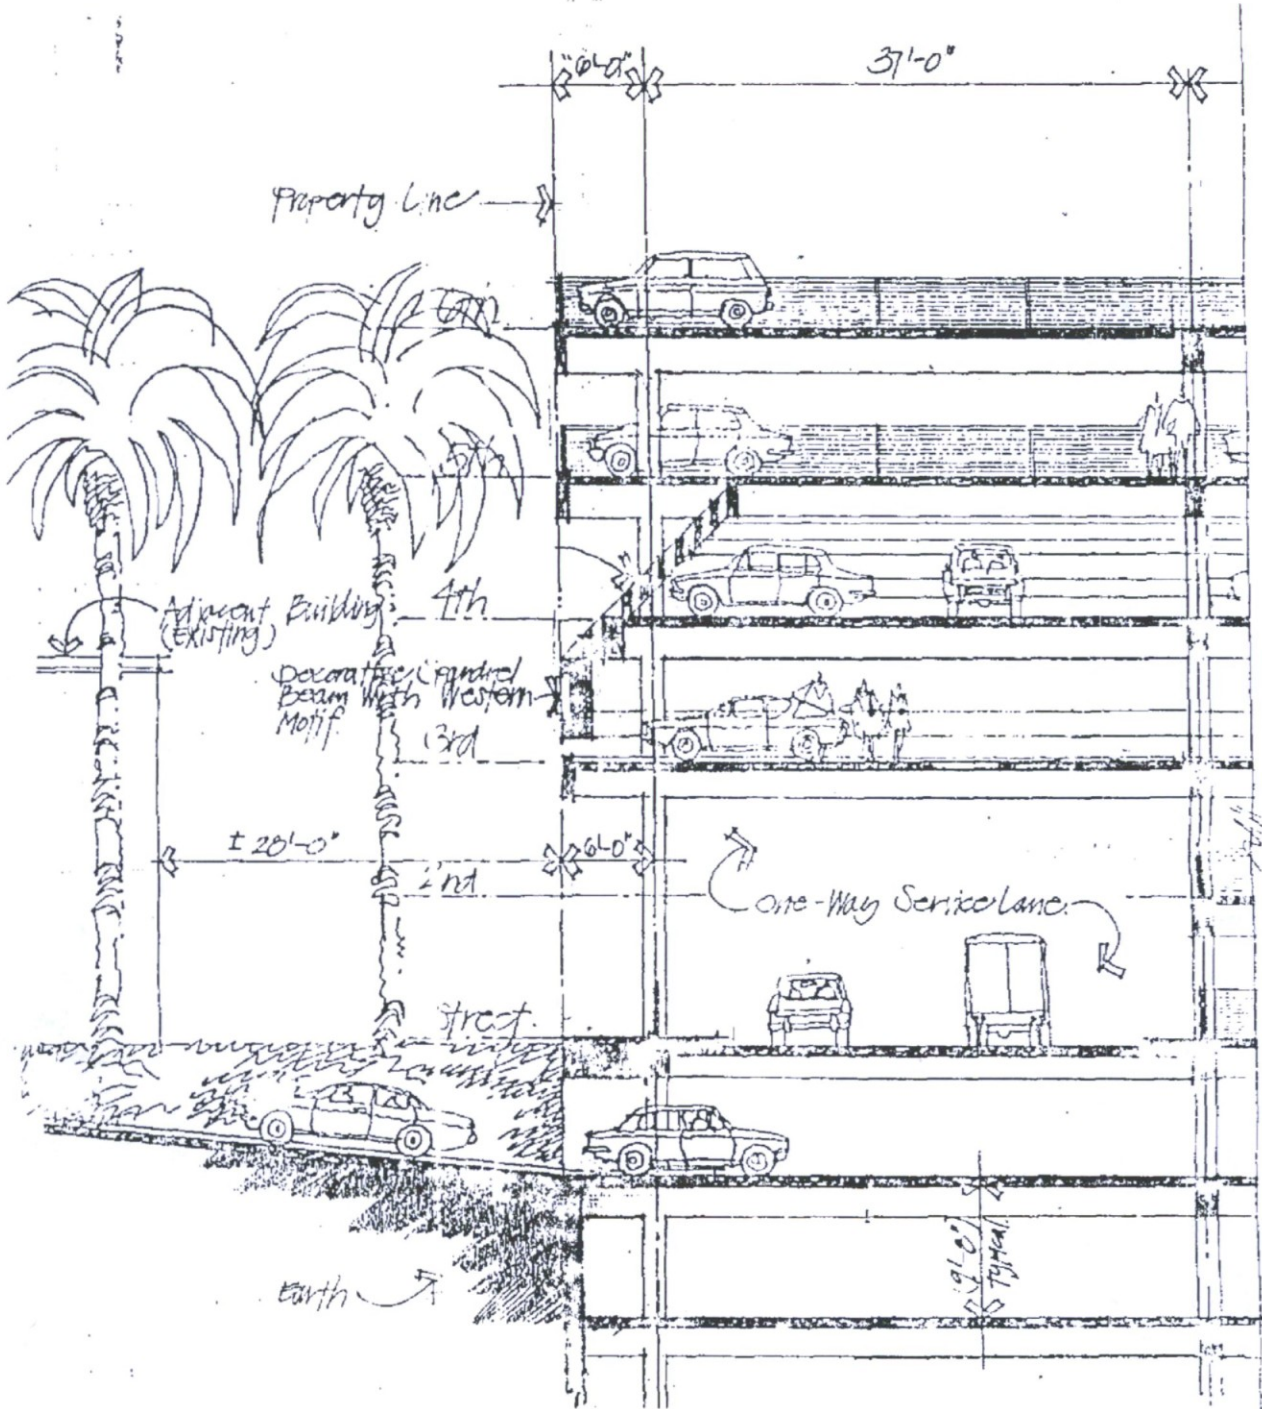 6'-0"
37'-0"
Property Line
6th
5th
4th
Adjacent Building
(Existing)
Decorative Spandrel
Beam With Western
Motif
3rd
± 28'-0"
6'-0"
2nd
One-Way Service Lane
Street
Earth
Typical